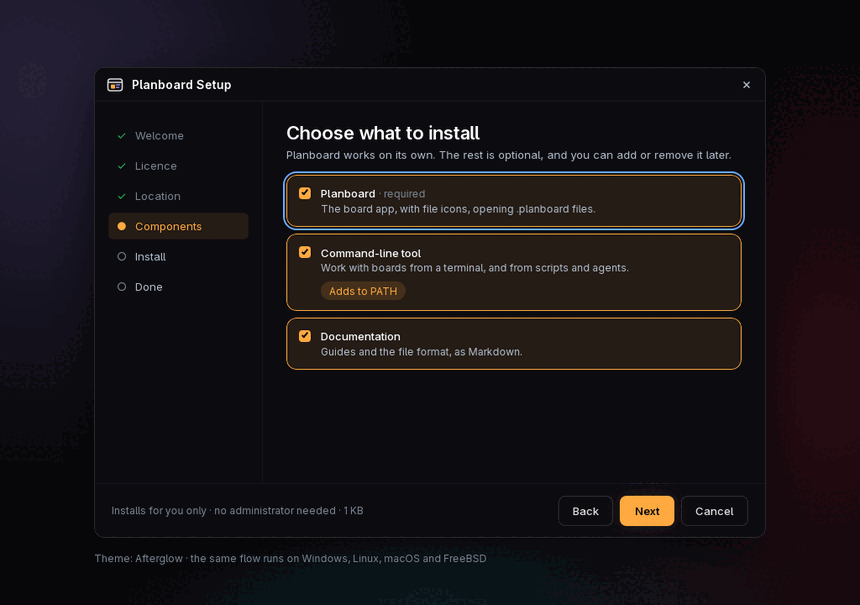 Planboard Setup
Welcome
Licence
Location
Components
Install
Done
Choose what to install
Planboard works on its own. The rest is optional, and you can add or remove it later.
Planboard · required
The board app, with file icons, opening .planboard files.
Command-line tool
Work with boards from a terminal, and from scripts and agents.
Adds to PATH
Documentation
Guides and the file format, as Markdown.
Installs for you only · no administrator needed · 1 KB
Back
Next
Cancel
Theme: Afterglow · the same flow runs on Windows, Linux, macOS and FreeBSD